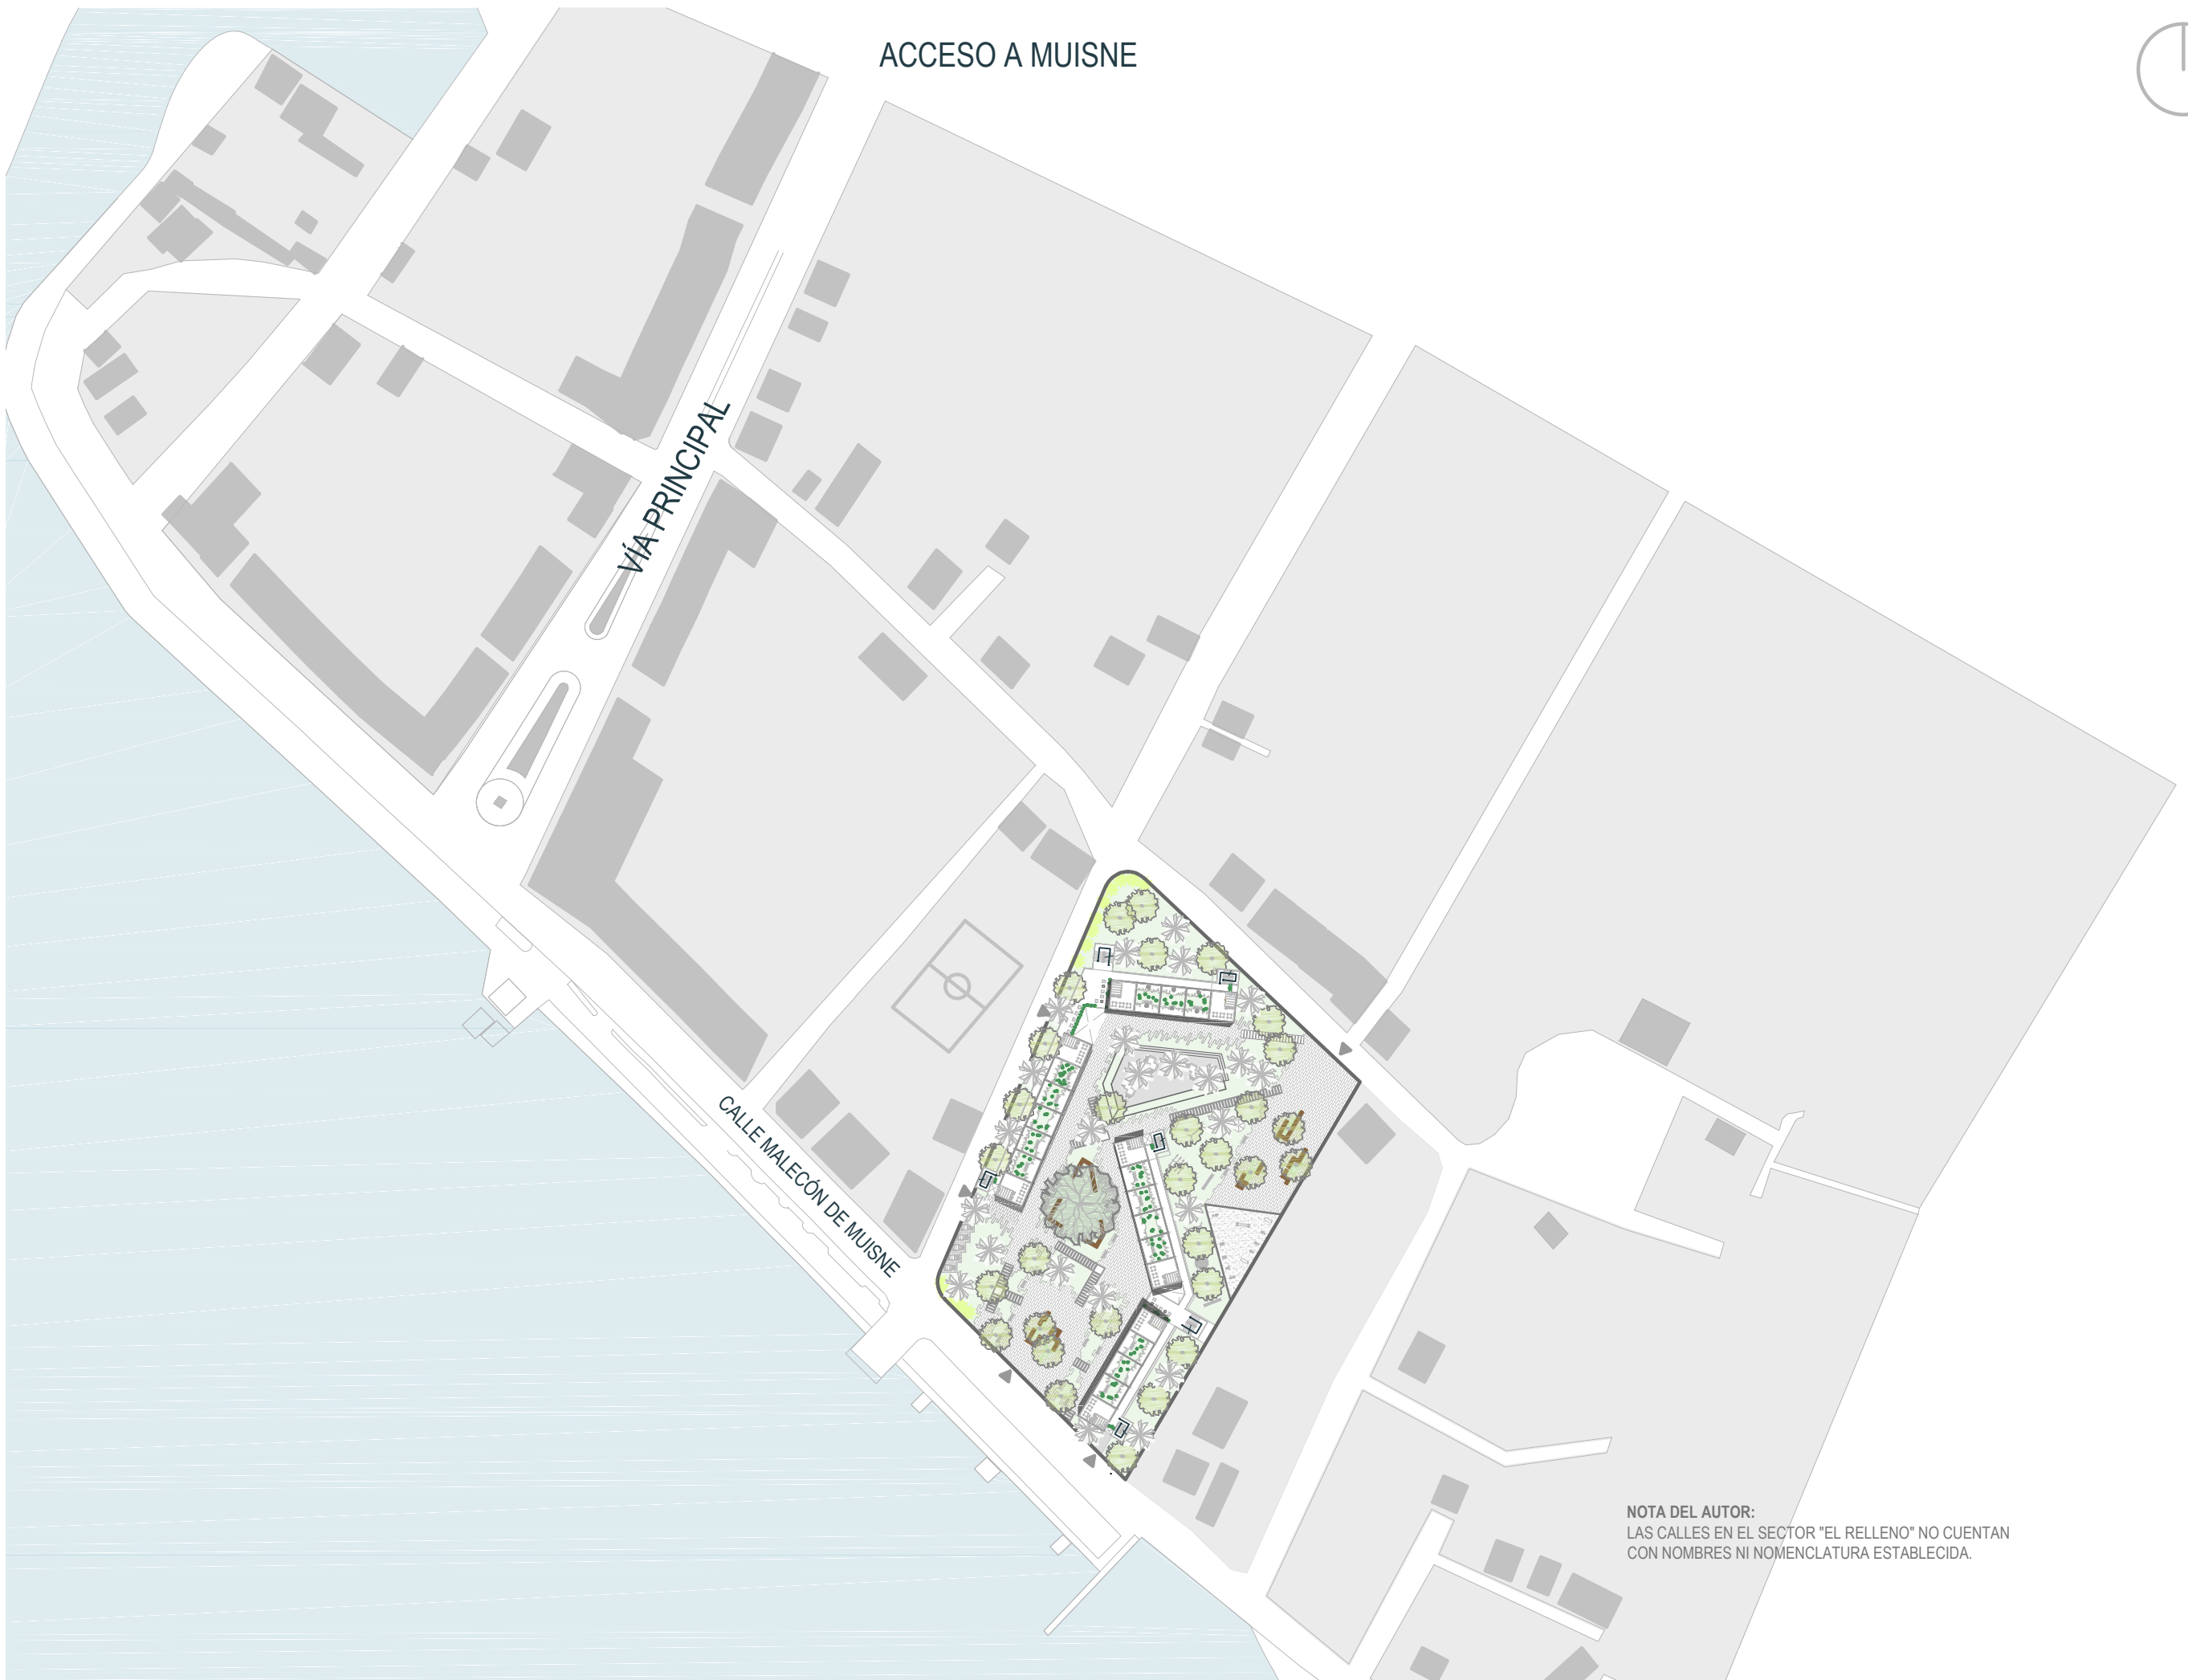 ACCESO A MUISNE
VÍA PRINCIPAL
CALLE MALECÓN DE MUISNE
NOTA DEL AUTOR:
LAS CALLES EN EL SECTOR "EL RELLENO" NO CUENTAN
CON NOMBRES NI NOMENCLATURA ESTABLECIDA.